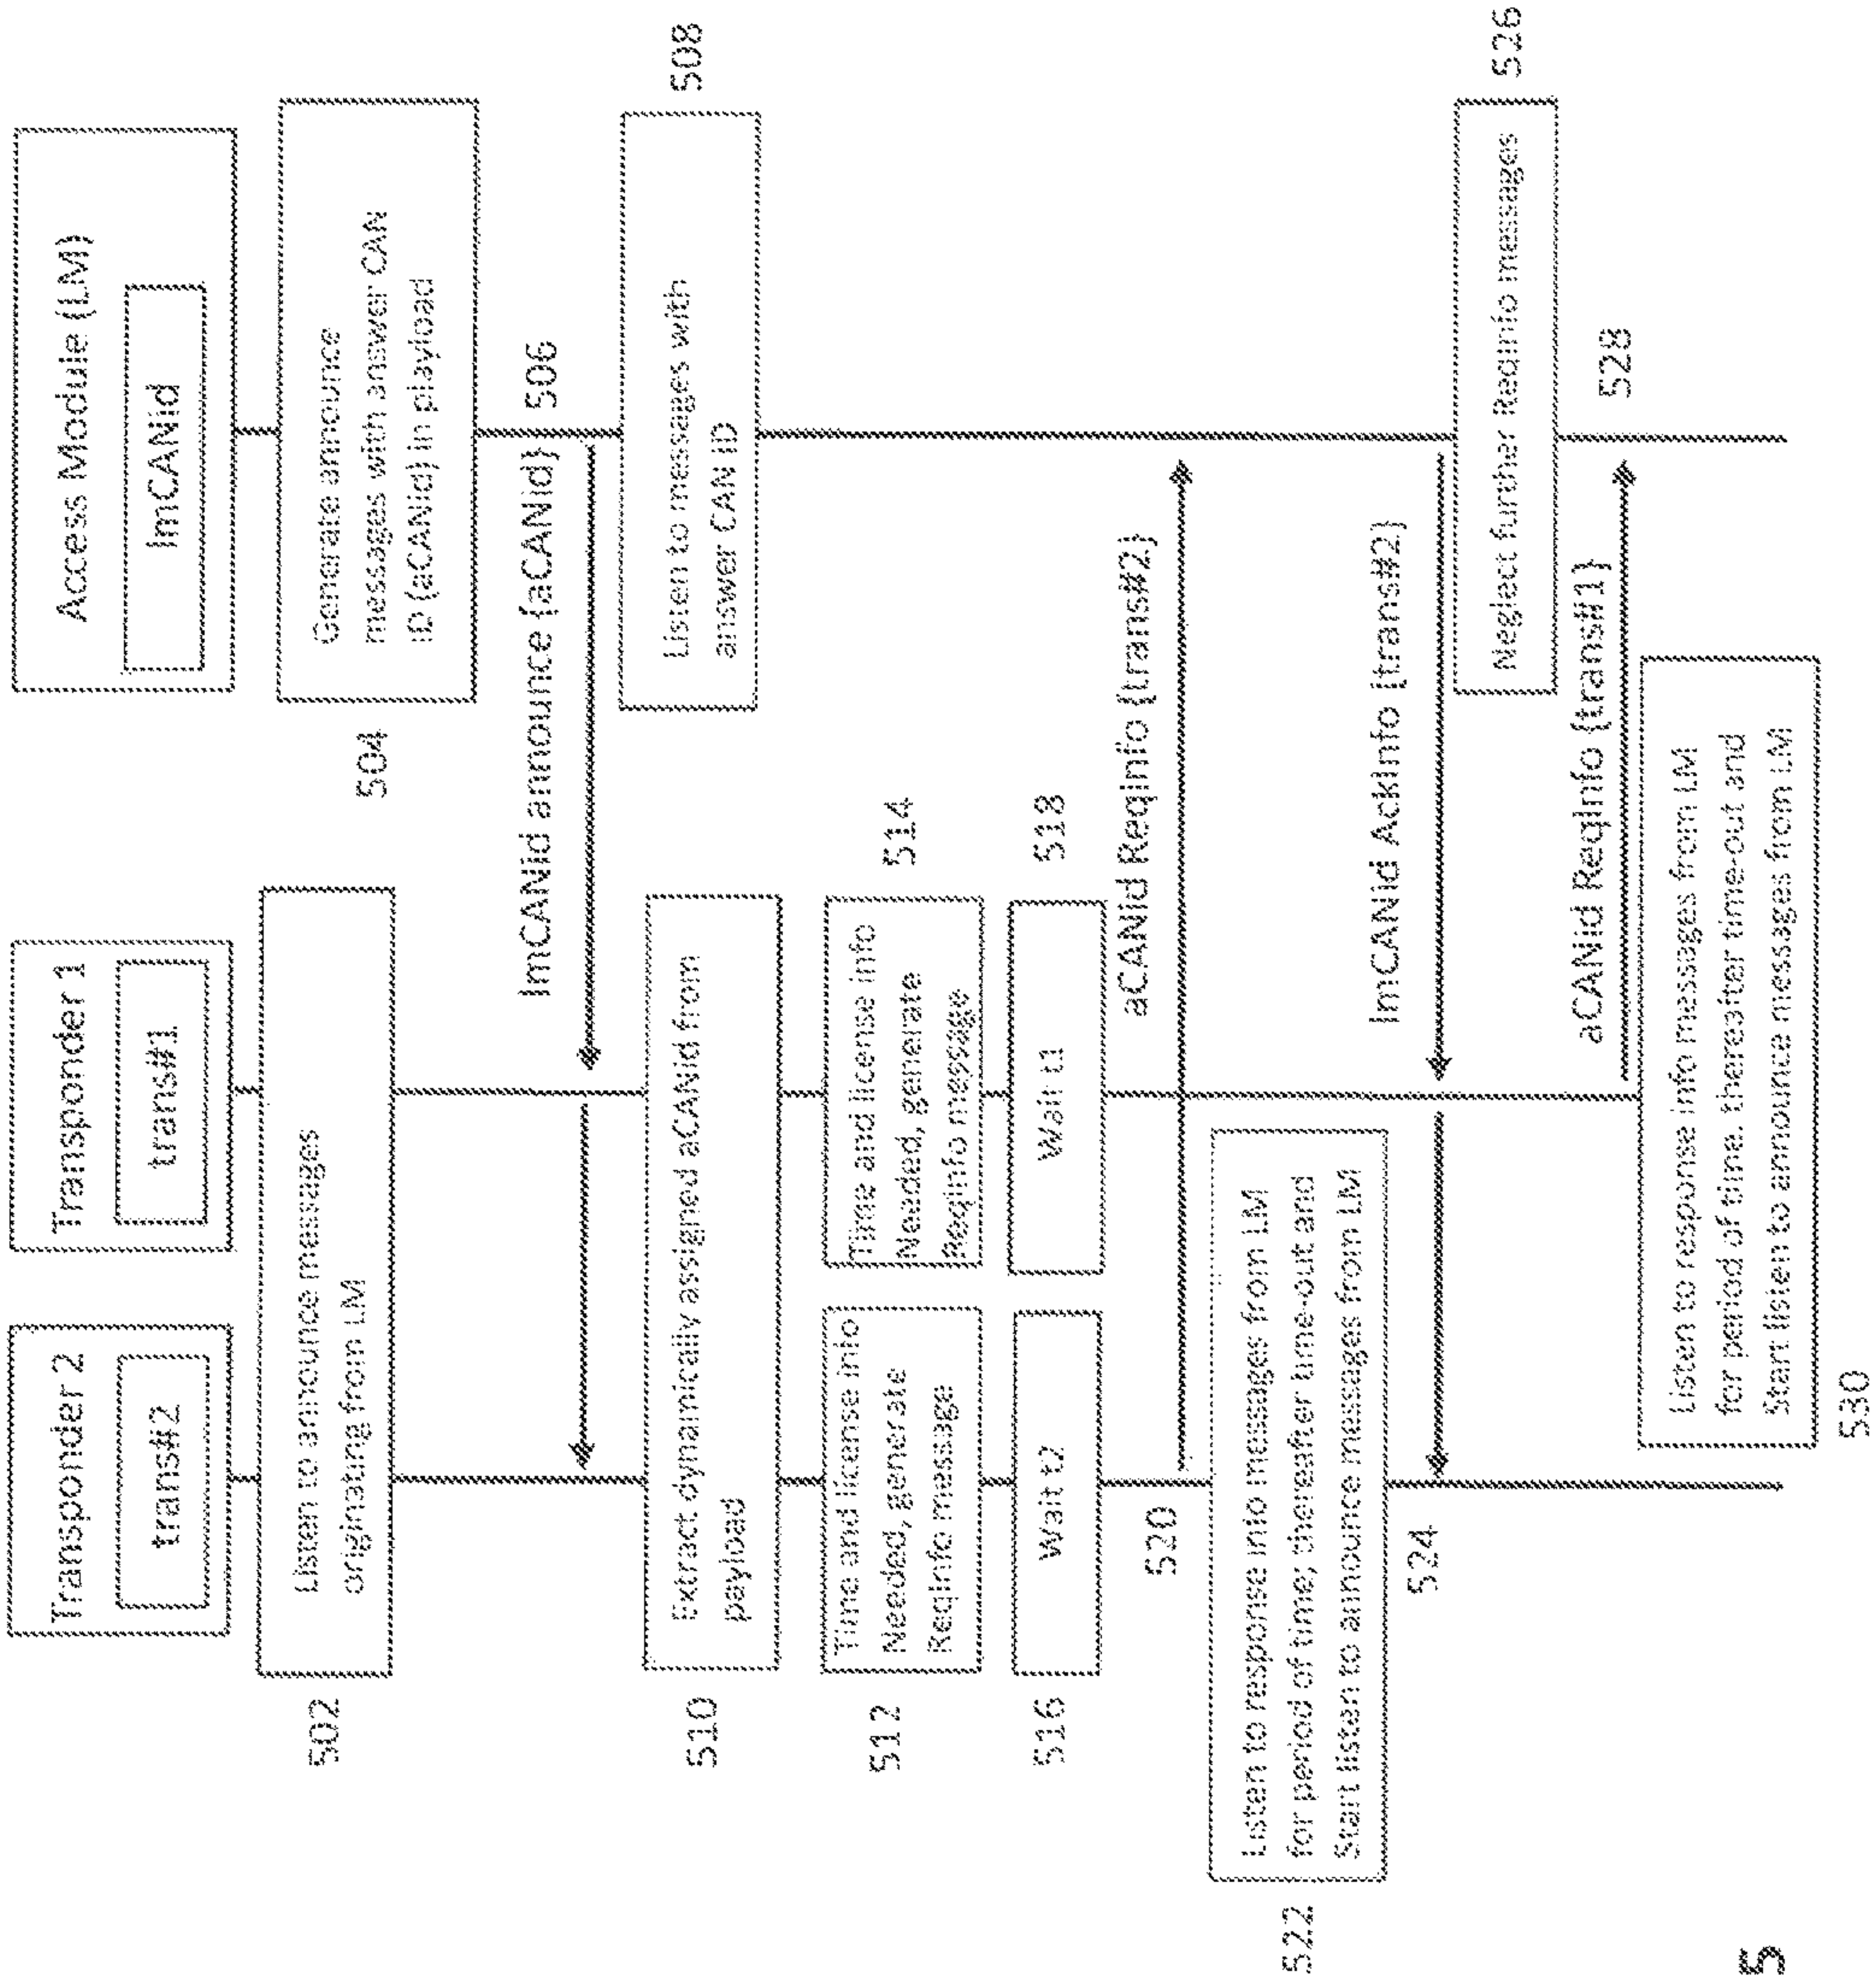 Transponder 2
trans#2
Transponder 1
trans#1
Access Module (LM)
lmCANid
502
Listen to announce messages
originating from LM
504
Generate announce
messages with answer CAN
ID (aCANid) in playload
lmCANid announce {aCANid}
506
508
Listen to messages with
answer CAN ID
510
Extract dynamically assigned aCANid from
payload
512
Time and license info
Needed, generate
ReqInfo message
514
Time and license info
Needed, generate
ReqInfo message
516
Wait t2
518
Wait t1
520
aCANid ReqInfo {trans#2}
522
Listen to response info messages from LM
for period of time; thereafter time-out and
Start listen to announce messages from LM
524
lmCANid AckInfo {trans#2}
526
Neglect further ReqInfo messages
528
aCANid ReqInfo {trans#1}
530
Listen to response info messages from LM
for period of time. thereafter time-out and
Start listen to announce messages from LM
5